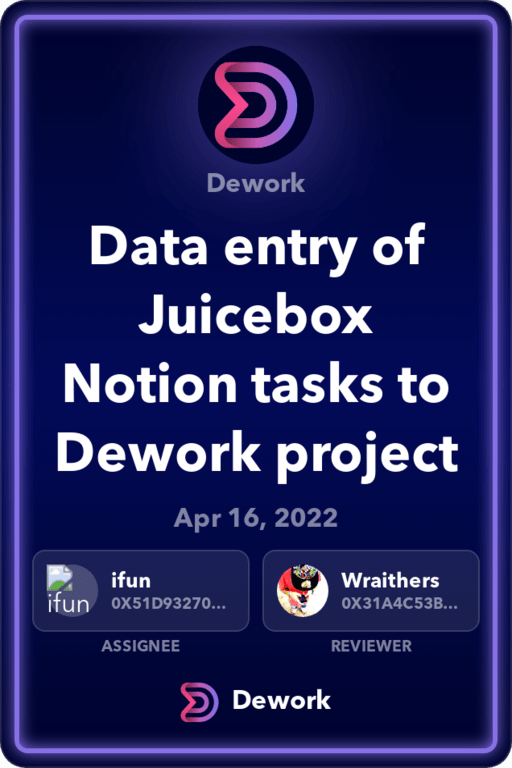 Dework
Data entry of
Juicebox
Notion tasks to
Dework project
Apr 16, 2022
ifun
ifun
0X51D93270...
ASSIGNEE
Wraithers
0X31A4C53B...
REVIEWER
Dework